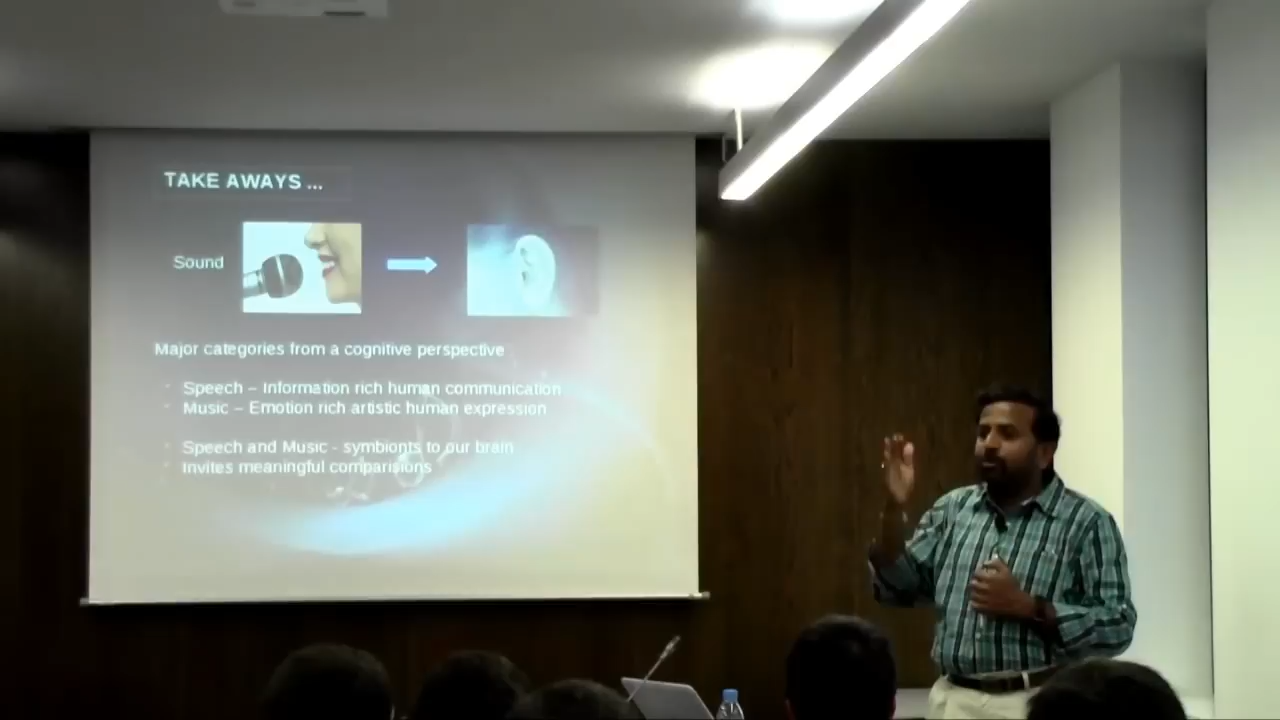 TAKE AWAYS ...
Sound
Major categories from a cognitive perspective
Speech – Information rich human communication
Music – Emotion rich artistic human expression
Speech and Music - symbionts to our brain
Invites meaningful comparisions